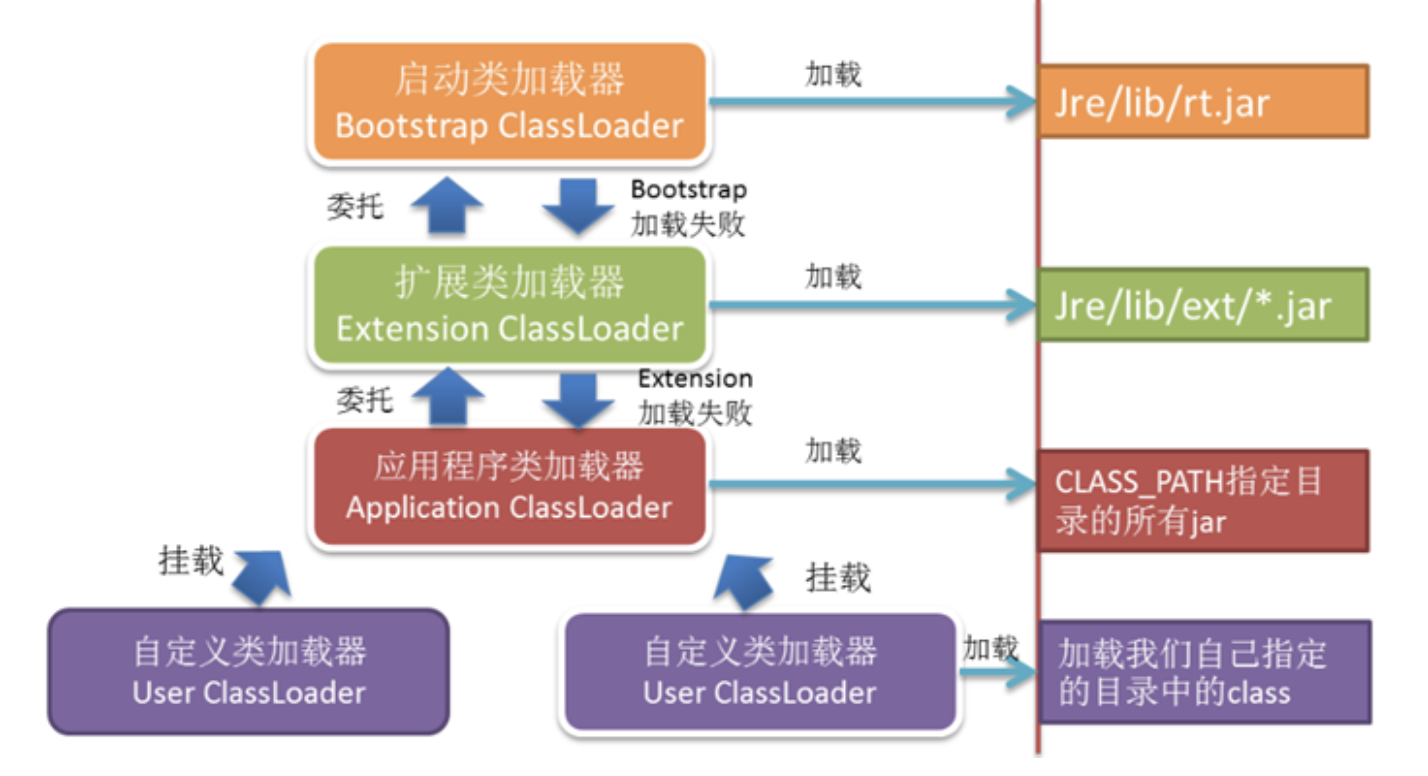 启动类加载器
Bootstrap ClassLoader
加载
Jre/lib/rt.jar
委托
Bootstrap
加载失败
扩展类加载器
Extension ClassLoader
加载
Jre/lib/ext/*.jar
委托
Extension
加载失败
应用程序类加载器
Application ClassLoader
加载
CLASS_PATH指定目
录的所有jar
挂载
挂载
自定义类加载器
User ClassLoader
自定义类加载器
User ClassLoader
加载
加载我们自己指定
的目录中的class